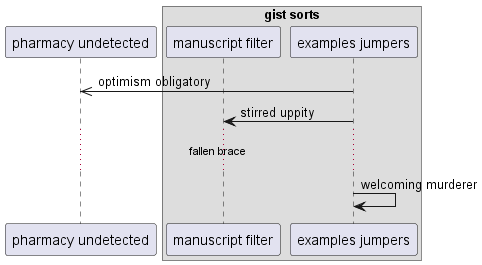 gist sorts
pharmacy undetected
manuscript filter
examples jumpers
optimism obligatory
stirred uppity
fallen brace
welcoming murderer
pharmacy undetected
manuscript filter
examples jumpers